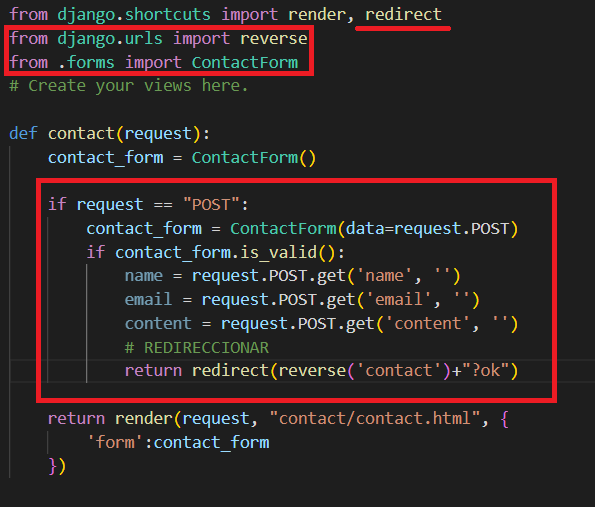 from django.shortcuts import render, redirect
from django.urls import reverse
from .forms import ContactForm
# Create your views here.
def contact(request):
    contact_form = ContactForm()
    if request == "POST":
        contact_form = ContactForm(data=request.POST)
        if contact_form.is_valid():
            name = request.POST.get('name', '')
            email = request.POST.get('email', '')
            content = request.POST.get('content', '')
            # REDIRECCIONAR
            return redirect(reverse('contact')+"?ok")
    return render(request, "contact/contact.html", {
        'form':contact_form
    })